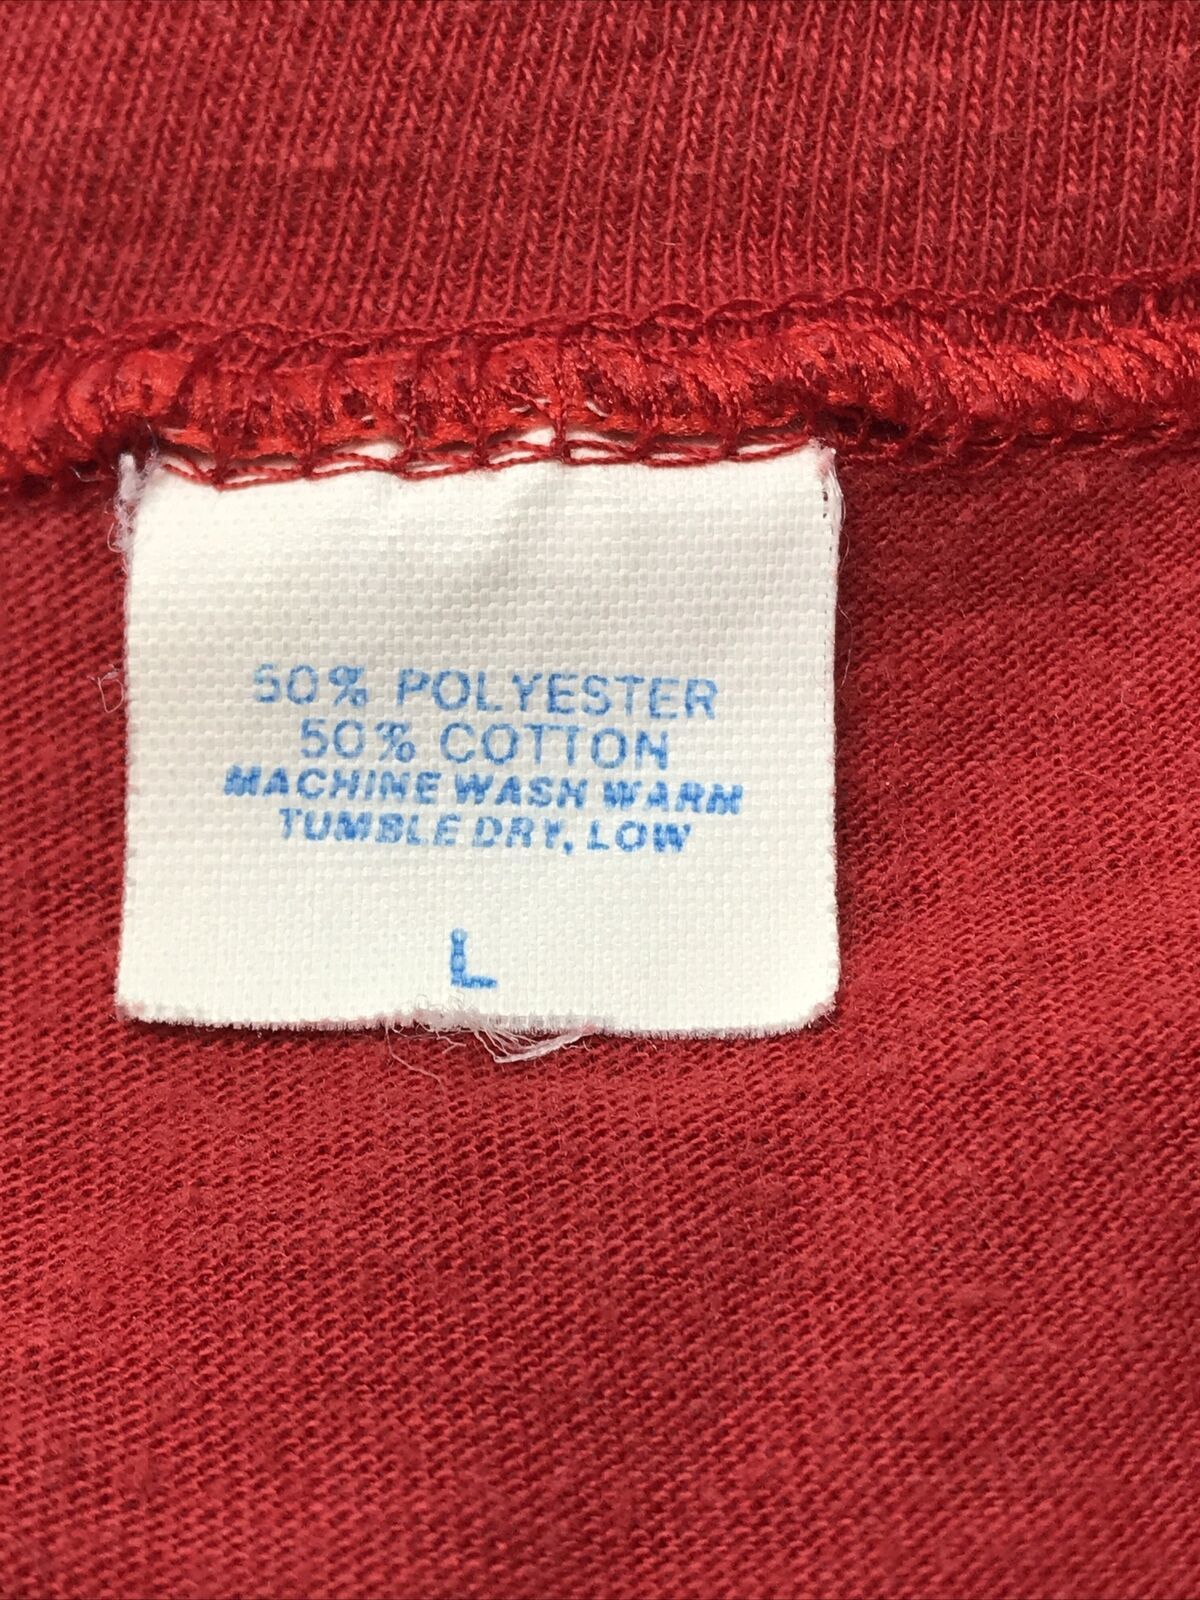 50% POLYESTER
50% COTTON
MACHINE WASH WARM
TUMBLE DRY, LOW
L